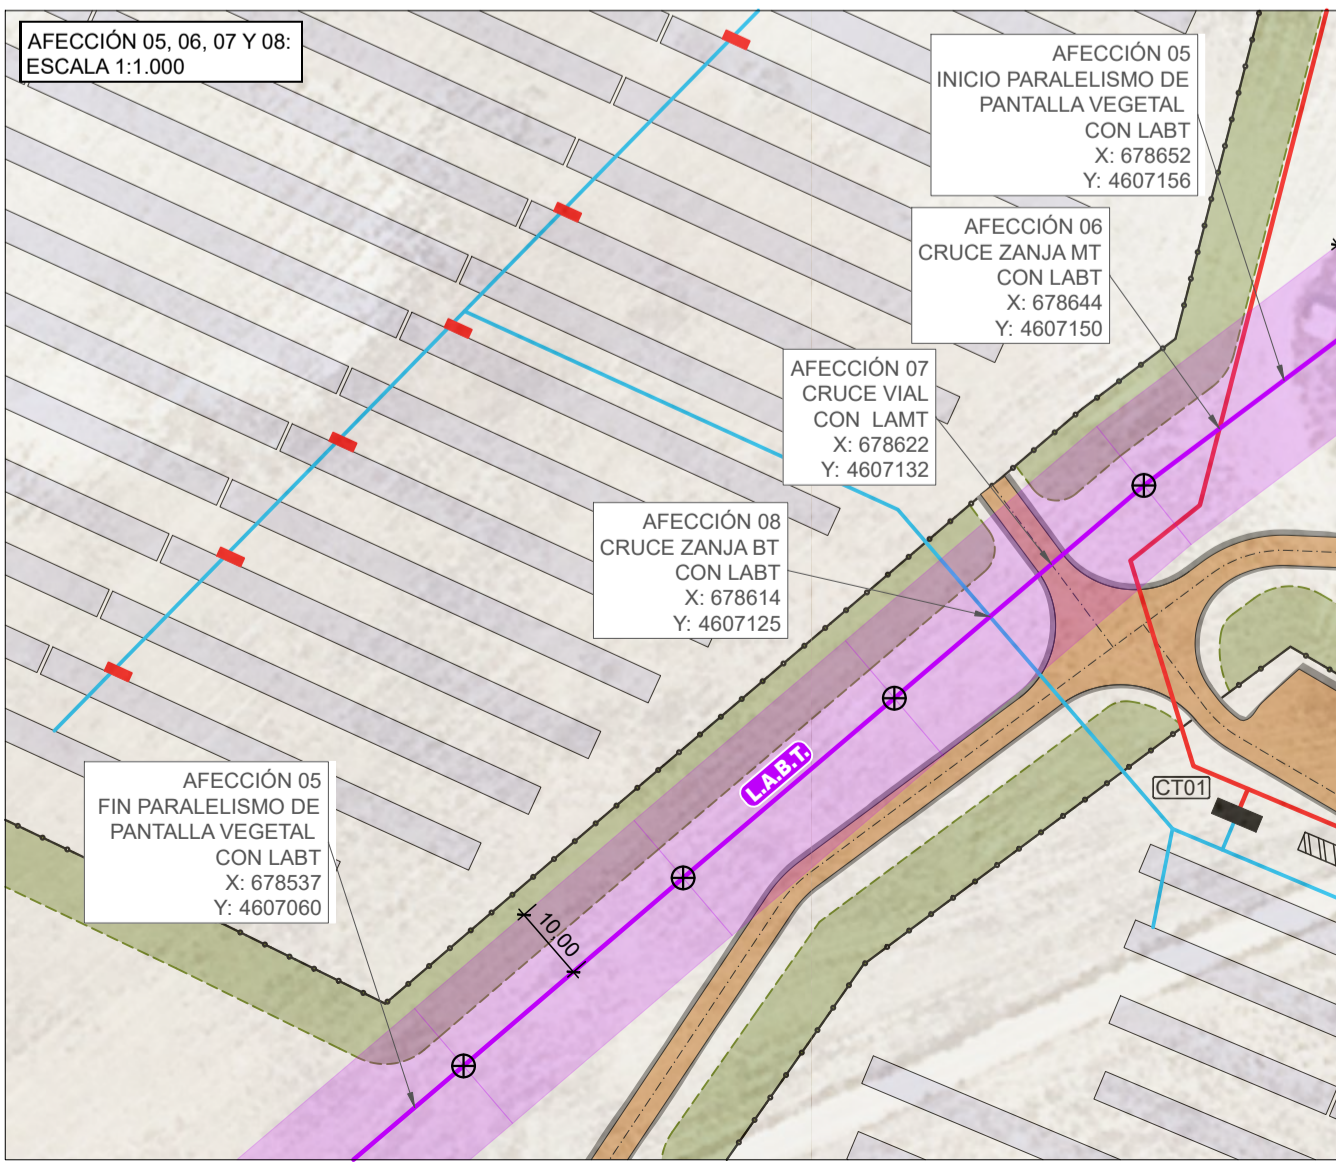 AFECCIÓN 05, 06, 07 Y 08:
ESCALA 1:1.000
AFECCIÓN 05
INICIO PARALELISMO DE
PANTALLA VEGETAL
CON LABT
X: 678652
Y: 4607156
AFECCIÓN 06
CRUCE ZANJA MT
CON LABT
X: 678644
Y: 4607150
AFECCIÓN 07
CRUCE VIAL
CON LAMT
X: 678622
Y: 4607132
AFECCIÓN 08
CRUCE ZANJA BT
CON LABT
X: 678614
Y: 4607125
L.A.B.T.
CT01
AFECCIÓN 05
FIN PARALELISMO DE
PANTALLA VEGETAL
CON LABT
X: 678537
Y: 4607060
10,00